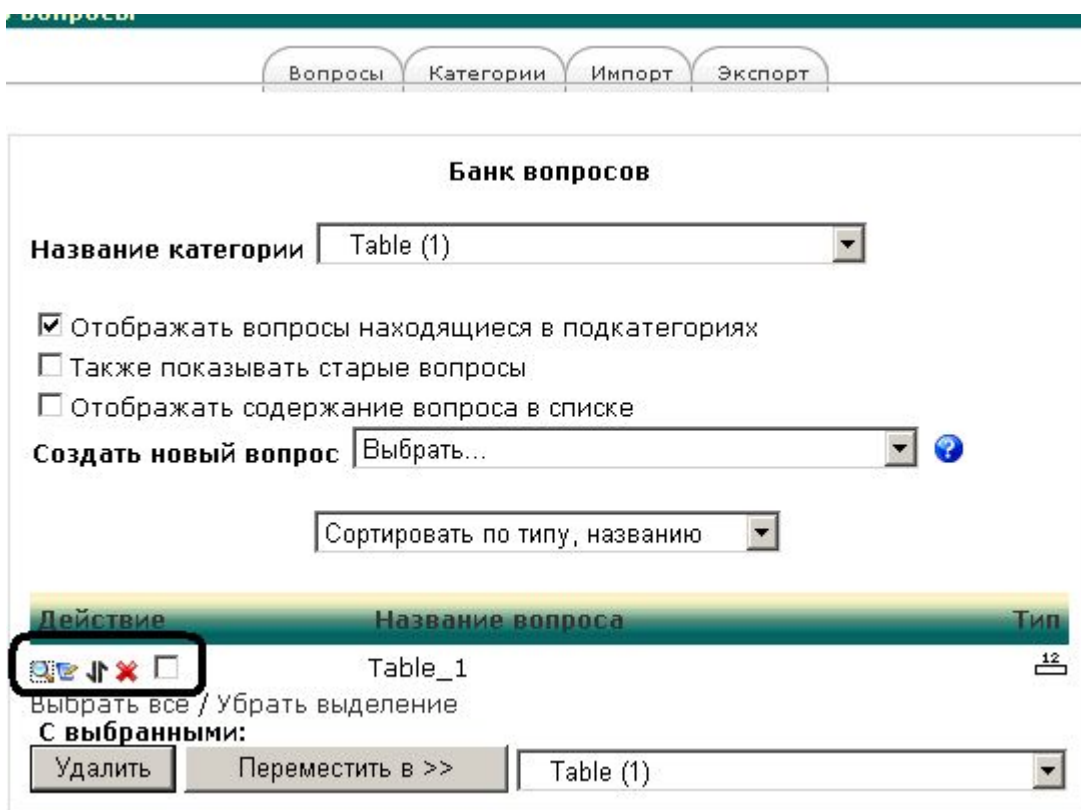 Вопросы
Вопросы Категории Импорт Экспорт
Банк вопросов
Название категории Table (1)
Отображать вопросы находящиеся в подкатегориях
Также показывать старые вопросы
Отображать содержание вопроса в списке
Создать новый вопрос Выбрать... ?
Сортировать по типу, названию
Действие Название вопроса Тип
Table_1 12
Выбрать все / Убрать выделение
С выбранными:
Удалить Переместить в >> Table (1)